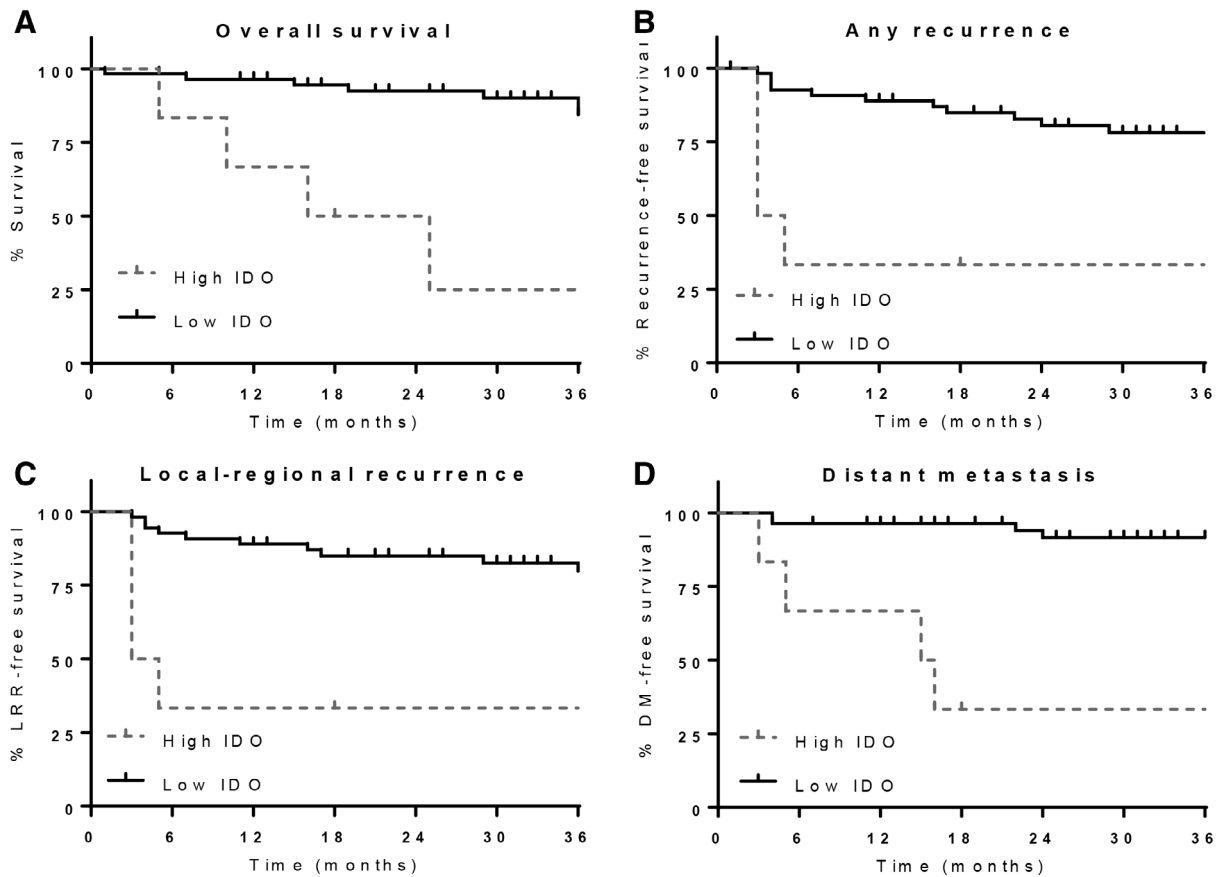 A
Overall survival
% Survival
100
75
50
25
0
High IDO
Low IDO
0 6 12 18 24 30 36
Time (months)
B
Any recurrence
% Recurrence-free survival
100
75
50
25
0
High IDO
Low IDO
0 6 12 18 24 30 36
Time (months)
C
Local-regional recurrence
% LRR-free survival
100
75
50
25
0
High IDO
Low IDO
0 6 12 18 24 30 36
Time (months)
D
Distant metastasis
% DM-free survival
100
75
50
25
0
High IDO
Low IDO
0 6 12 18 24 30 36
Time (months)